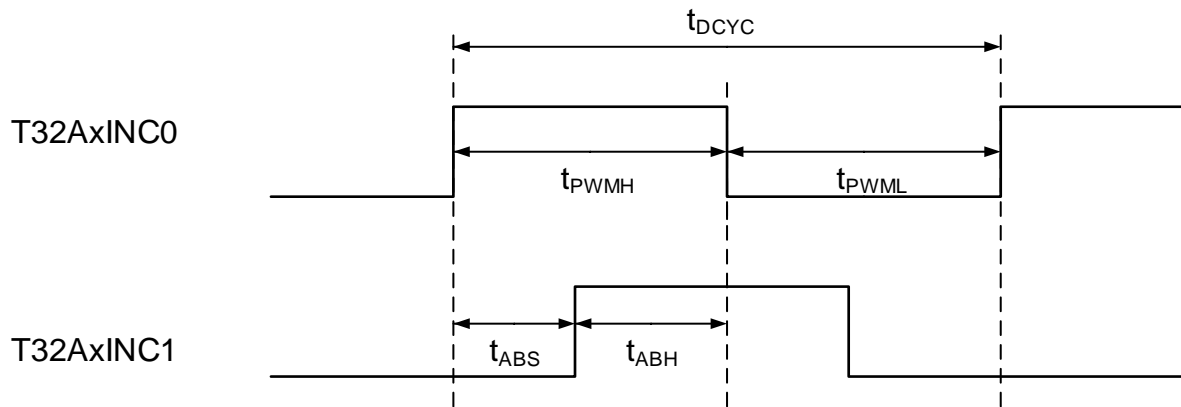 tDCYC
T32AxINC0
tPWMH
tPWML
T32AxINC1
tABS
tABH